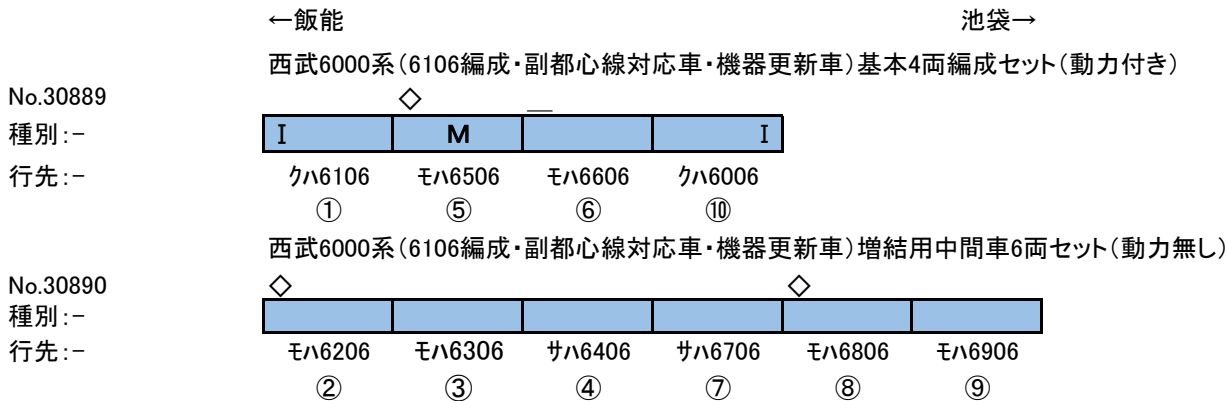 ←飯能 池袋→
西武6000系(6106編成・副都心線対応車・機器更新車)基本4両編成セット(動力付き)
No.30889 ◇ ＿
種別:- I M I
行先:- ｸﾊ6106 ﾓﾊ6506 ﾓﾊ6606 ｸﾊ6006
① ⑤ ⑥ ⑩
西武6000系(6106編成・副都心線対応車・機器更新車)増結用中間車6両セット(動力無し)
No.30890 ◇ ◇
種別:-
行先:- ﾓﾊ6206 ﾓﾊ6306 ｻﾊ6406 ｻﾊ6706 ﾓﾊ6806 ﾓﾊ6906
② ③ ④ ⑦ ⑧ ⑨